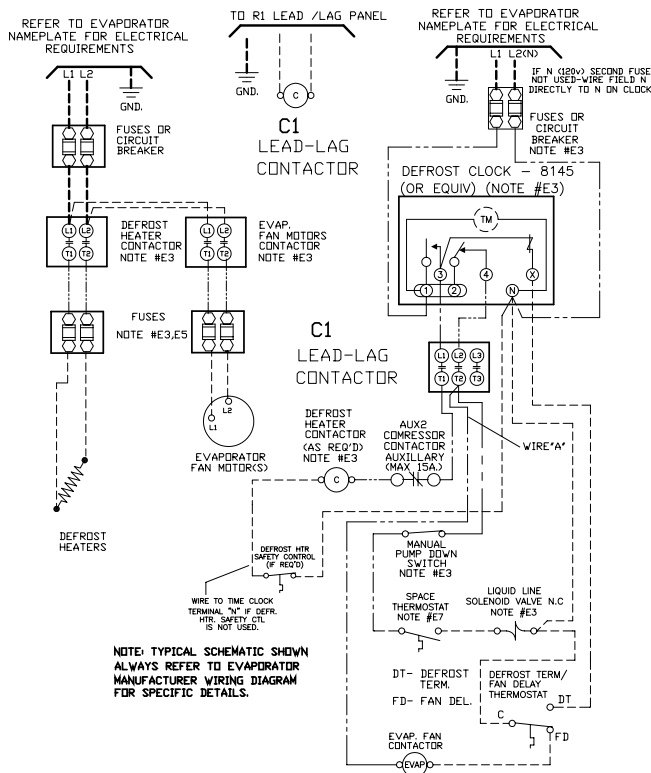 REFER TO EVAPORATOR
NAMEPLATE FOR ELECTRICAL
REQUIREMENTS
L1 L2
GND.
FUSES OR
CIRCUIT
BREAKER
L1 L2
T1 T2
DEFROST
HEATER
CONTACTOR
NOTE #E3
L1 L2
T1 T2
EVAP.
FAN MOTORS
CONTACTOR
NOTE #E3
FUSES
NOTE #E3,E5
L1
L2
EVAPORATOR
FAN MOTOR(S)
DEFROST
HEATERS
TO R1 LEAD /LAG PANEL
GND.
C
C1
LEAD-LAG
CONTACTOR
REFER TO EVAPORATOR
NAMEPLATE FOR ELECTRICAL
REQUIREMENTS
L1 L2(N)
GND.
IF N (120v) SECOND FUSE
NOT USED-WIRE FIELD N
DIRECTLY TO N ON CLOCK
FUSES OR
CIRCUIT
BREAKER
NOTE #E3
DEFROST CLOCK - 8145
(OR EQUIV) (NOTE #E3)
TM
3 4 X
1 2 N
C1
LEAD-LAG
CONTACTOR
L1 L2 L3
T1 T2 T3
WIRE"A"
DEFROST
HEATER
CONTACTOR
(AS REQ'D)
NOTE #E3
C
AUX2
COMRESSOR
CONTACTOR
AUXILLARY
(MAX 15A.)
DEFROST HTR
SAFETY CONTROL
(IF REQ'D)
WIRE TO TIME CLOCK
TERMINAL "N" IF DEFR.
HTR. SAFETY CTL
IS NOT USED.
MANUAL
PUMP DOWN
SWITCH
NOTE #E3
SPACE
THERMOSTAT
NOTE #E7
LIQUID LINE
SOLENOID VALVE N.C
NOTE #E3
NOTE: TYPICAL SCHEMATIC SHOWN
ALWAYS REFER TO EVAPORATOR
MANUFACTURER WIRING DIAGRAM
FOR SPECIFIC DETAILS.
DT- DEFROST
TERM.
FD- FAN DEL.
DEFROST TERM/
FAN DELAY
THERMOSTAT
DT
C
FD
EVAP. FAN
CONTACTOR
EVAP